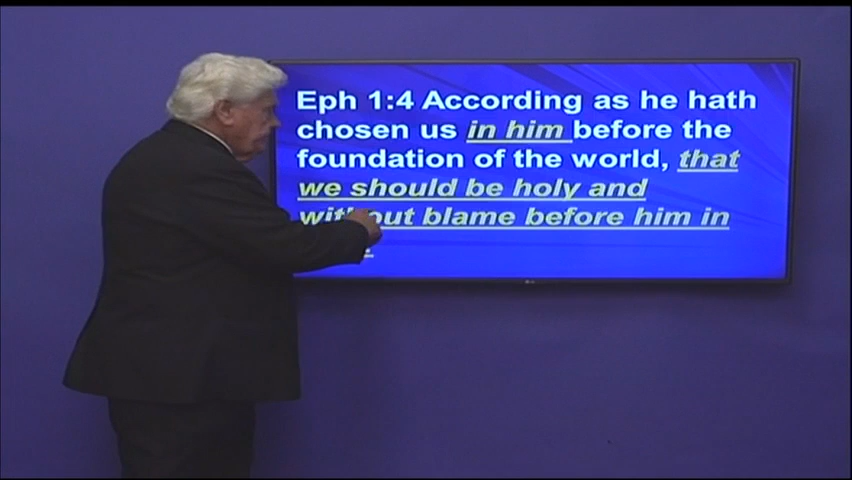 Eph 1:4 According as he hath
chosen us in him before the
foundation of the world, that
we should be holy and
without blame before him in